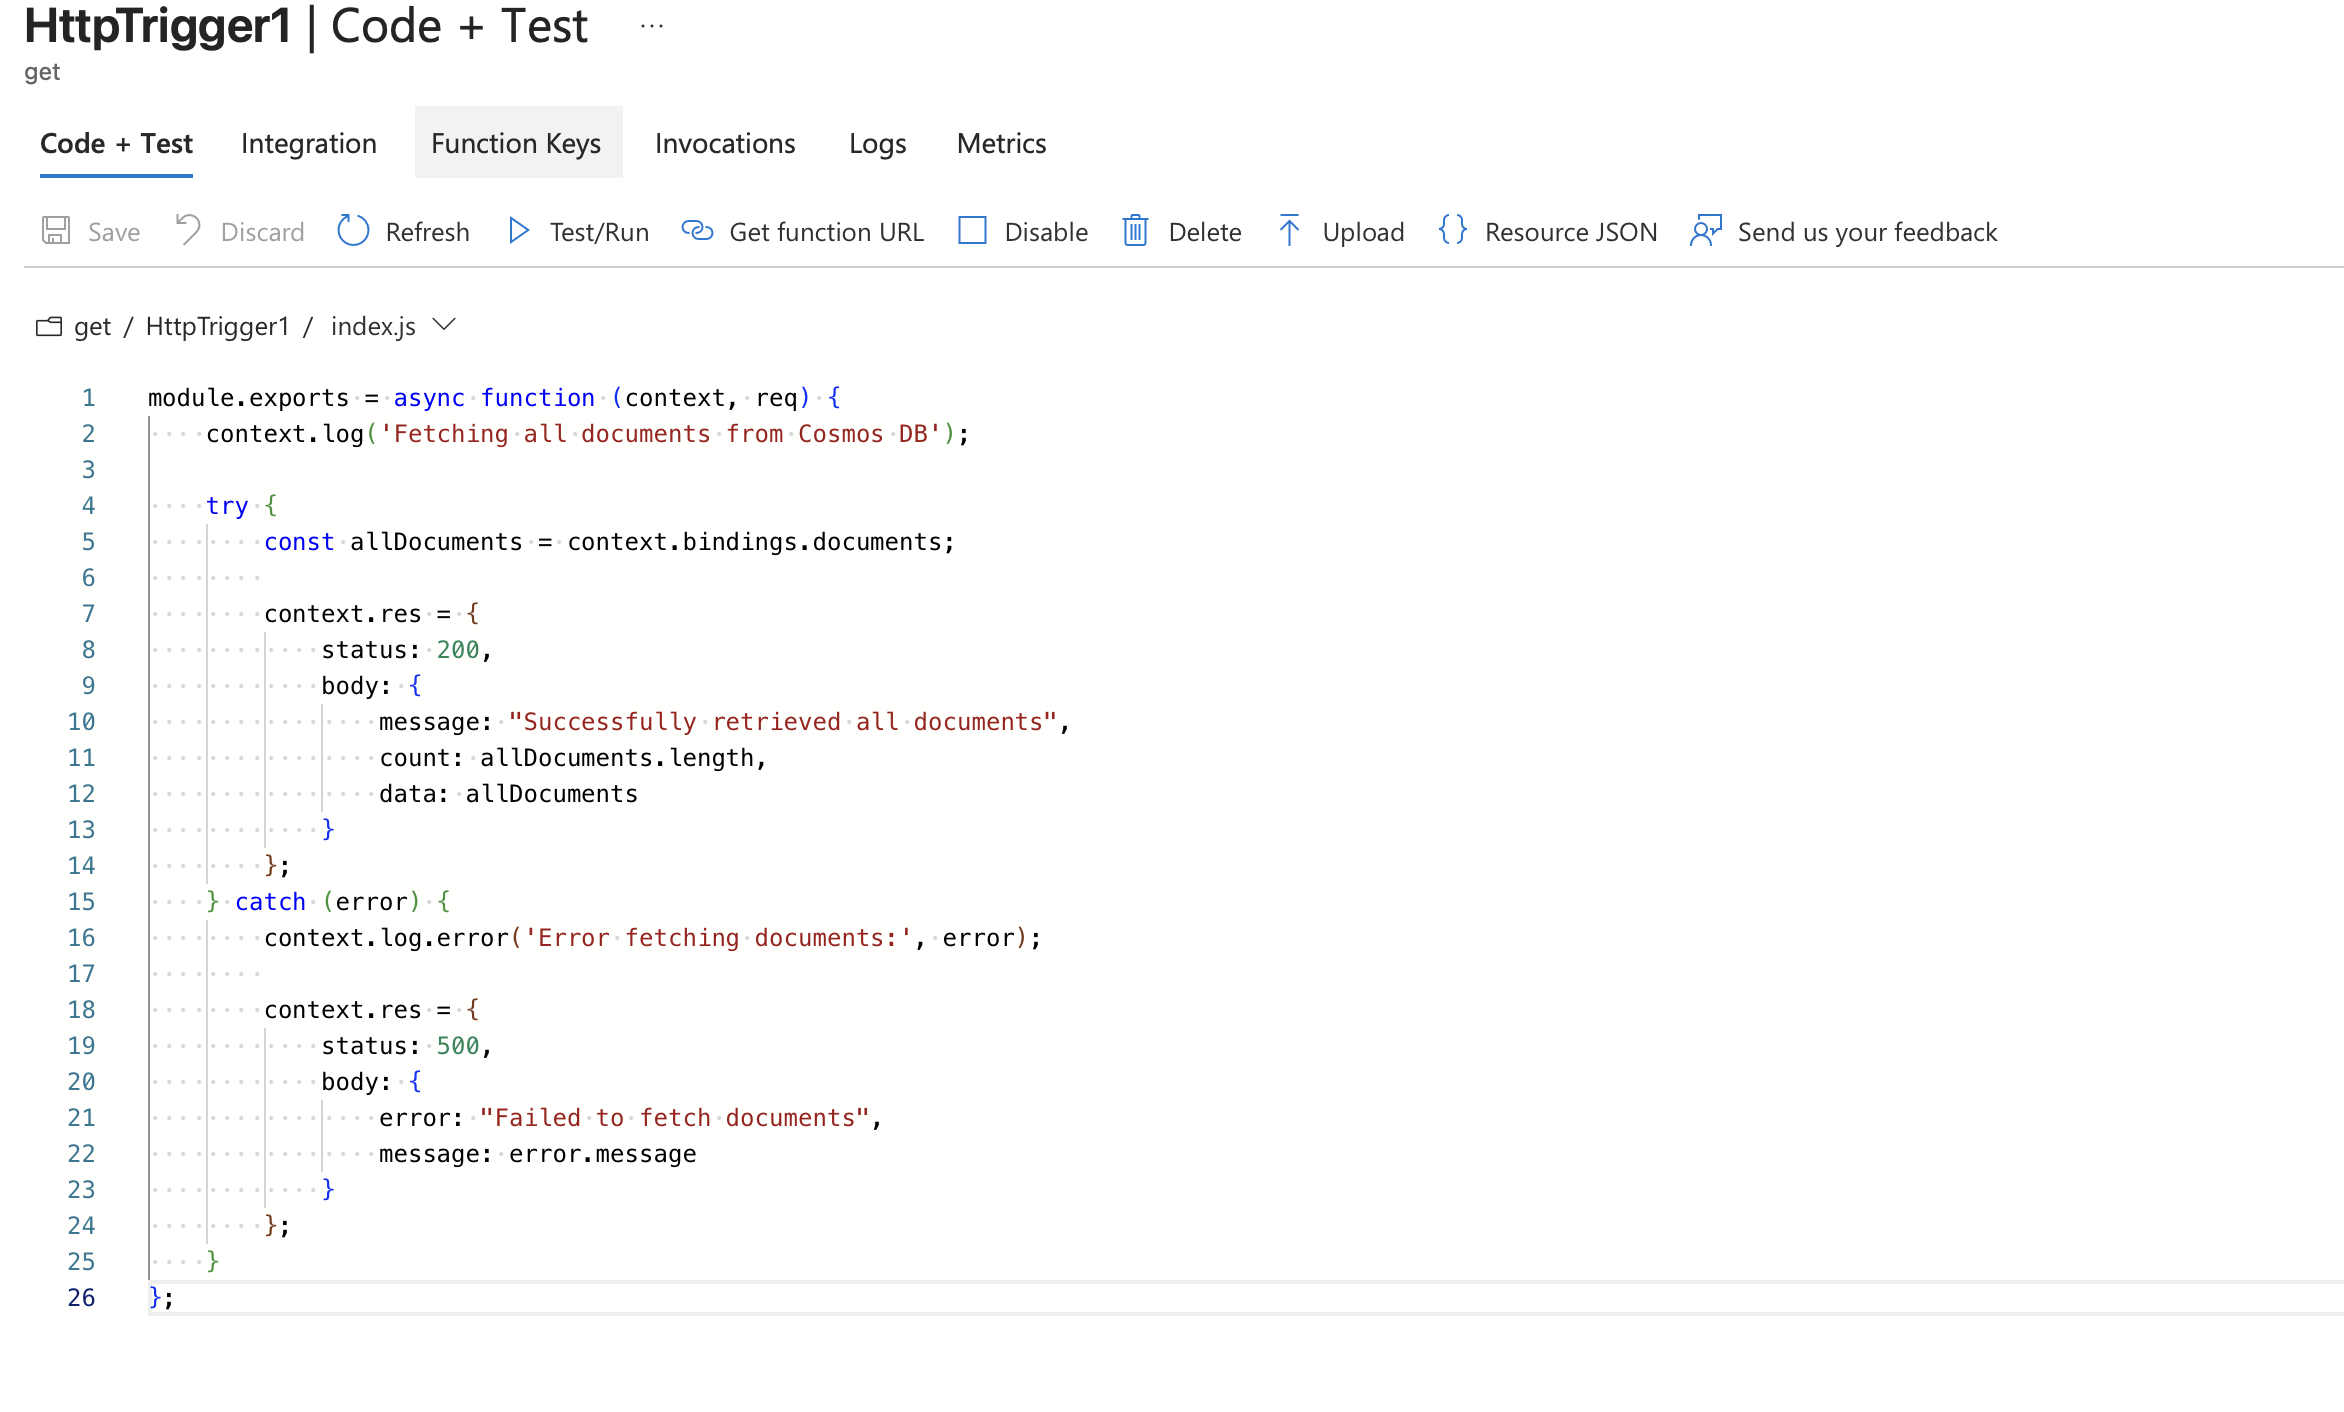 HttpTrigger1 | Code + Test ...
get
Code + Test Integration Function Keys Invocations Logs Metrics
Save Discard Refresh Test/Run Get function URL Disable Delete Upload Resource JSON Send us your feedback
get / HttpTrigger1 / index.js
1 module.exports = async function (context, req) {
2     context.log('Fetching all documents from Cosmos DB');
3
4     try {
5         const allDocuments = context.bindings.documents;
6
7         context.res = {
8             status: 200,
9             body: {
10                 message: "Successfully retrieved all documents",
11                 count: allDocuments.length,
12                 data: allDocuments
13             }
14         };
15     } catch (error) {
16         context.log.error('Error fetching documents:', error);
17
18         context.res = {
19             status: 500,
20             body: {
21                 error: "Failed to fetch documents",
22                 message: error.message
23             }
24         };
25     }
26 };